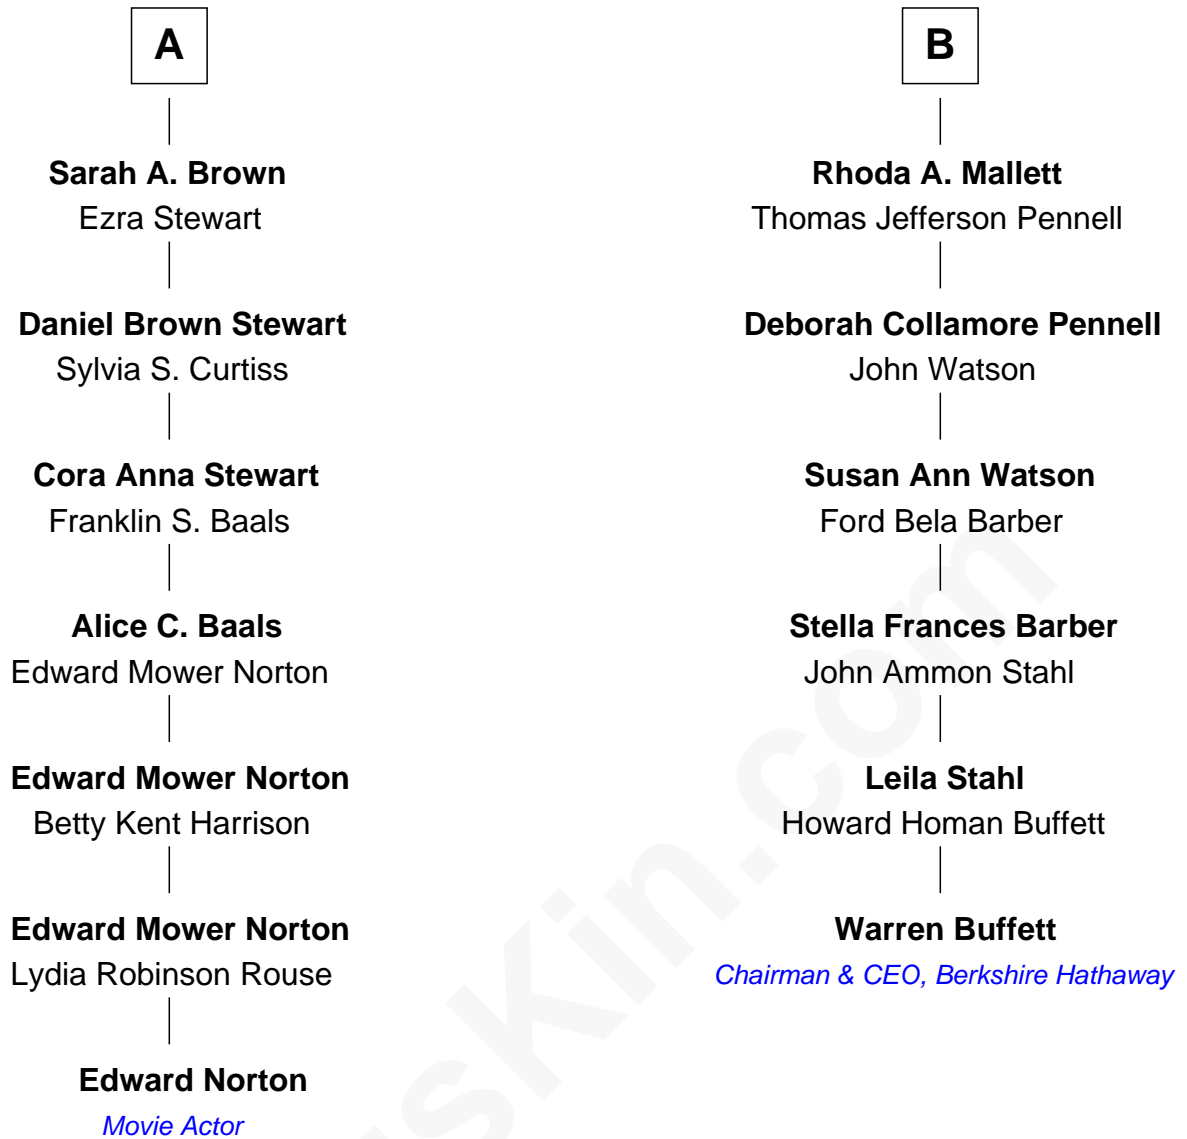 A
Sarah A. Brown
Ezra Stewart
Daniel Brown Stewart
Sylvia S. Curtiss
Cora Anna Stewart
Franklin S. Baals
Alice C. Baals
Edward Mower Norton
Edward Mower Norton
Betty Kent Harrison
Edward Mower Norton
Lydia Robinson Rouse
Edward Norton
Movie Actor
B
Rhoda A. Mallett
Thomas Jefferson Pennell
Deborah Collamore Pennell
John Watson
Susan Ann Watson
Ford Bela Barber
Stella Frances Barber
John Ammon Stahl
Leila Stahl
Howard Homan Buffett
Warren Buffett
Chairman & CEO, Berkshire Hathaway
sKin.com